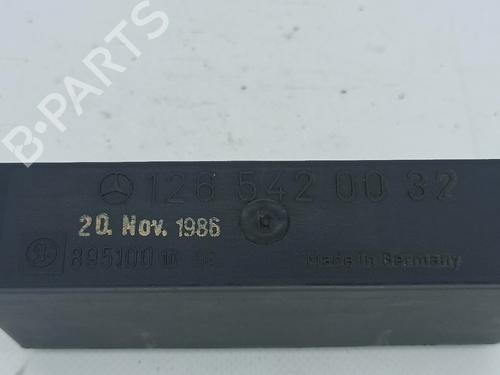 B-PARTS
126 542 00 32
20. Nov. 1986
895100
Made in Germany